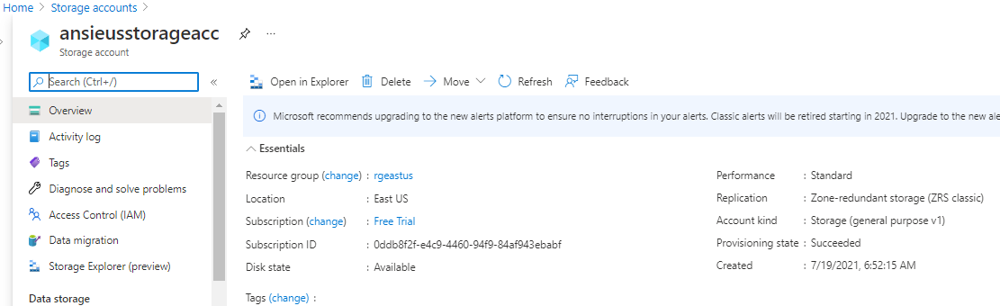 Home > Storage accounts >
ansieusstorageacc
...
Storage account
Search (Ctrl+/)
«
Overview
Activity log
Tags
Diagnose and solve problems
Access Control (IAM)
Data migration
Storage Explorer (preview)
Data storage
Open in Explorer Delete Move Refresh Feedback
Microsoft recommends upgrading to the new alerts platform to ensure no interruptions in your alerts. Classic alerts will be retired starting in 2021. Upgrade to the new ale
Essentials
Resource group (change) : rgeastus
Location : East US
Subscription (change) : Free Trial
Subscription ID : 0ddb8f2f-e4c9-4460-94f9-84af943ebabf
Disk state : Available
Performance : Standard
Replication : Zone-redundant storage (ZRS classic)
Account kind : Storage (general purpose v1)
Provisioning state : Succeeded
Created : 7/19/2021, 6:52:15 AM
Tags (change) :